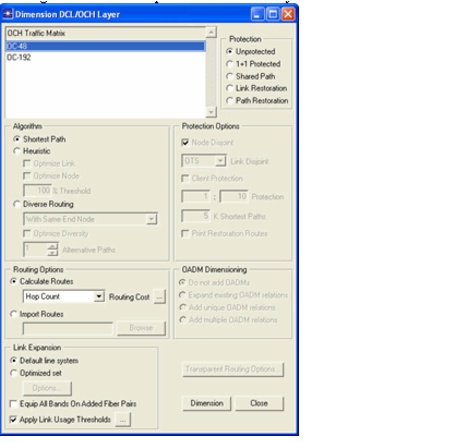 Dimension DCL/OCH Layer
OCH Traffic Matrix
OC-48
OC-192
Protection
Unprotected
1+1 Protected
Shared Path
Link Restoration
Path Restoration
Algorithm
Shortest Path
Heuristic
Optimize Link
Optimize Node
100 % Threshold
Diverse Routing
With Same End Node
Optimize Diversity
1 Alternative Paths
Protection Options
Node Disjoint
OTS Link Disjoint
Client Protection
1 : 10 Protection
5 K Shortest Paths
Print Restoration Routes
Routing Options
Calculate Routes
Hop Count Routing Cost ...
Import Routes
Browse
OADM Dimensioning
Do not add OADMs
Expand existing OADM relations
Add unique OADM relations
Add multiple OADM relations
Link Expansion
Default line system
Optimized set
Options...
Equip All Bands On Added Fiber Pairs
Apply Link Usage Thresholds ...
Transparent Routing Options...
Dimension Close